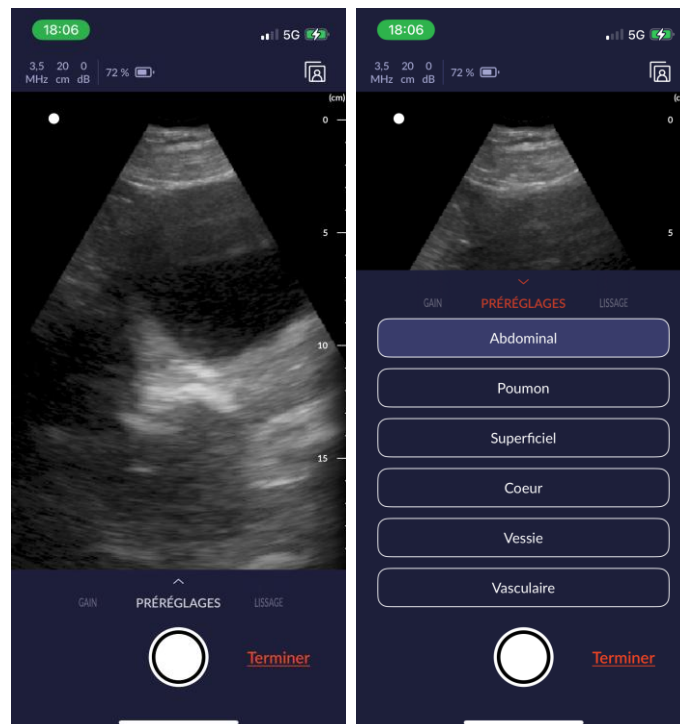 18:06
5G
3,5 20 0
MHz cm dB
72 %
(cm)
0
5
10
15
GAIN PRÉRÉGLAGES LISSAGE
Terminer
18:06
5G
3,5 20 0
MHz cm dB
72 %
(c
0
5
GAIN PRÉRÉGLAGES LISSAGE
Abdominal
Poumon
Superficiel
Coeur
Vessie
Vasculaire
Terminer